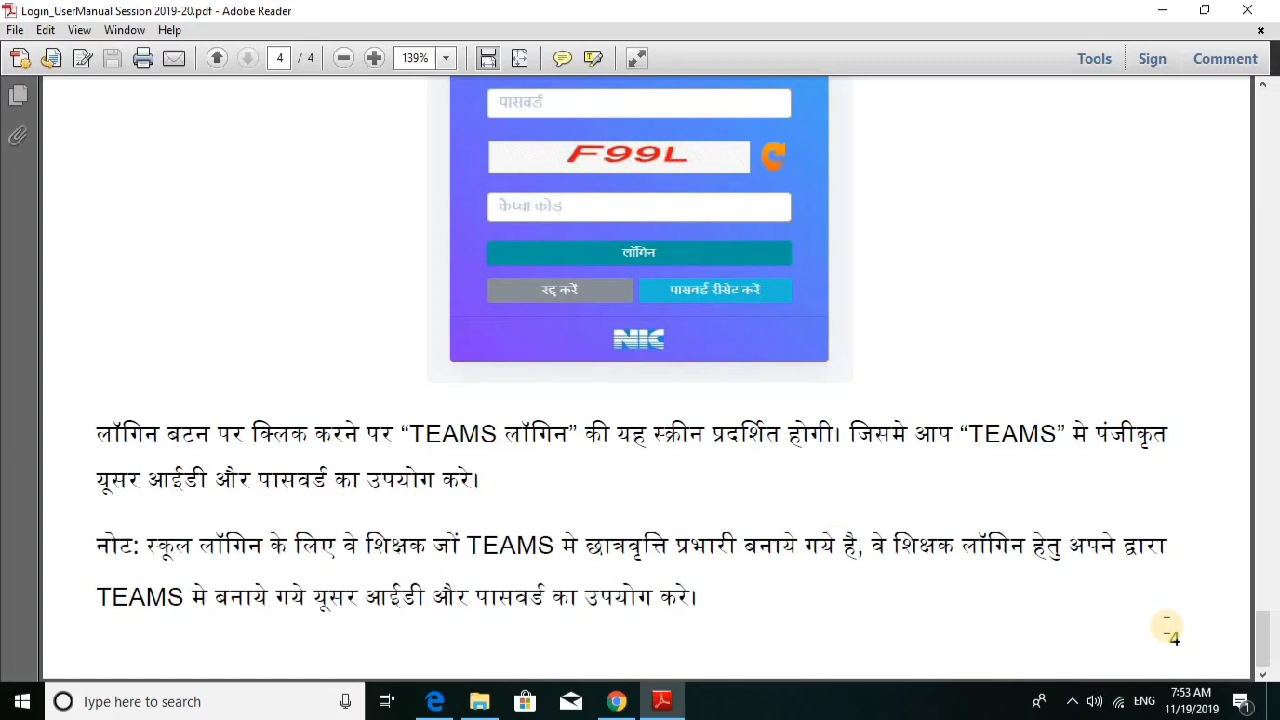 Login_UserManual Session 2019-20.pdf - Adobe Reader
File Edit View Window Help
4 / 4 139% Tools Sign Comment
पासवर्ड
F99L
केप्चा कोड
लॉगिन
रद्द करें पासवर्ड रीसेट करें
NIC
लॉगिन बटन पर क्लिक करने पर “TEAMS लॉगिन” की यह स्क्रीन प्रदर्शित होगी। जिसमे आप “TEAMS” मे पंजीकृत
यूसर आईडी और पासवर्ड का उपयोग करे।
नोट: स्कूल लॉगिन के लिए वे शिक्षक जों TEAMS मे छात्रवृत्ति प्रभारी बनाये गये है, वे शिक्षक लॉगिन हेतु अपने द्वारा
TEAMS मे बनाये गये यूसर आईडी और पासवर्ड का उपयोग करे।
4
Type here to search ENG 7:53 AM
11/19/2019 1